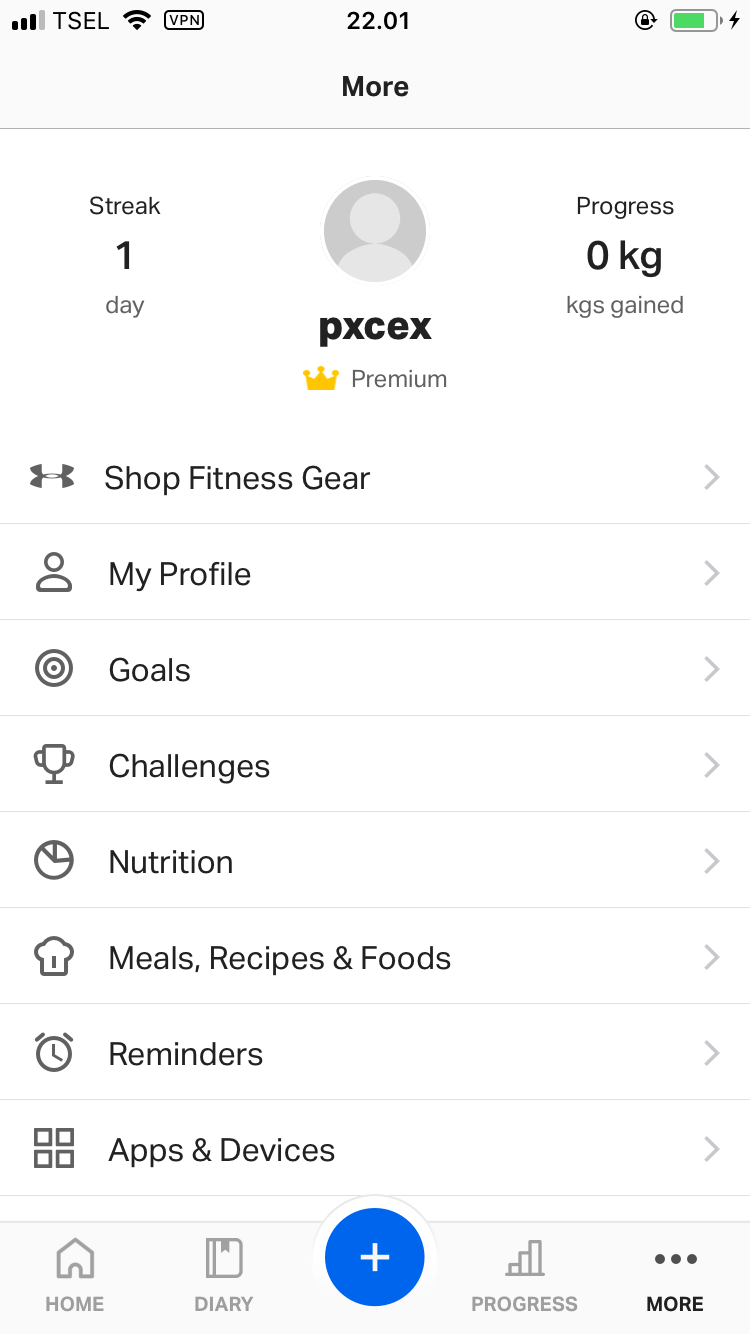 TSEL VPN 22.01
More
Streak
1
day
pxcex
Premium
Progress
0 kg
kgs gained
Shop Fitness Gear
My Profile
Goals
Challenges
Nutrition
Meals, Recipes & Foods
Reminders
Apps & Devices
HOME DIARY + PROGRESS MORE